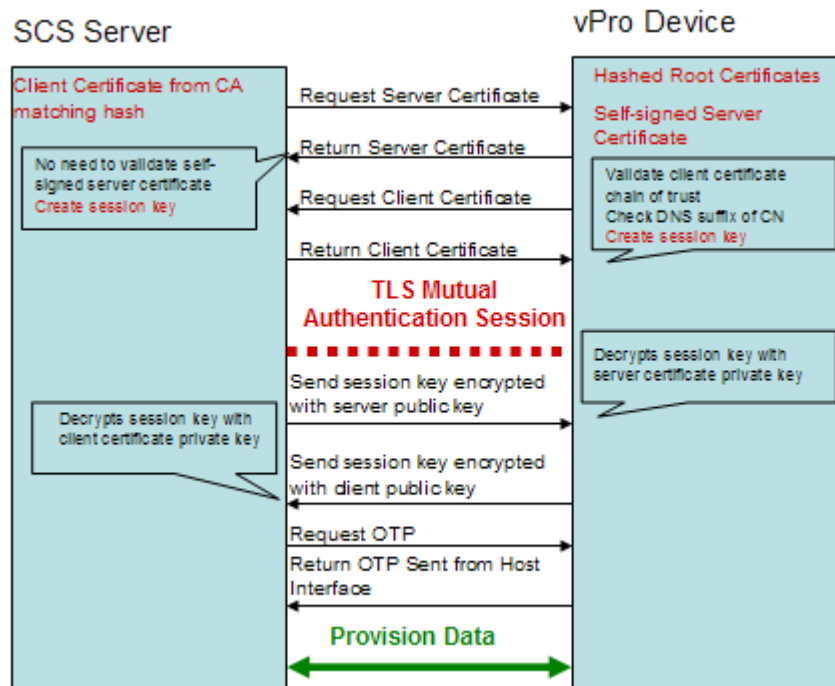 SCS Server
vPro Device
Client Certificate from CA
matching hash
Hashed Root Certificates
Self-signed Server
Certificate
Request Server Certificate
Return Server Certificate
No need to validate self-
signed server certificate
Create session key
Validate client certificate
chain of trust
Check DNS suffix of CN
Create session key
Request Client Certificate
Return Client Certificate
TLS Mutual
Authentication Session
Decrypts session key with
server certificate private key
Send session key encrypted
with server public key
Decrypts session key with
client certificate private key
Send session key encrypted
with client public key
Request OTP
Return OTP Sent from Host
Interface
Provision Data